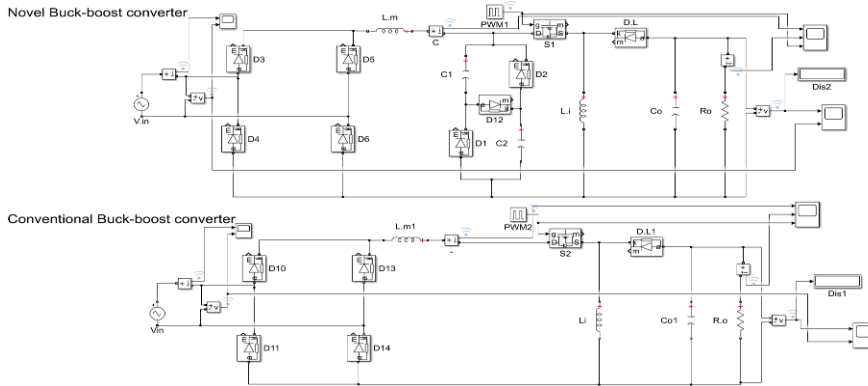 Novel Buck-boost converter
PWM1
L.m
C
S1
D.L
D3
D5
C1
D2
D12
Dis2
V.in
L.i
Co
Ro
D4
D6
D1
C2
Conventional Buck-boost converter
PWM2
L.m1
S2
D.L1
D10
D13
Dis1
Vin
Li
Co1
R.o
D11
D14